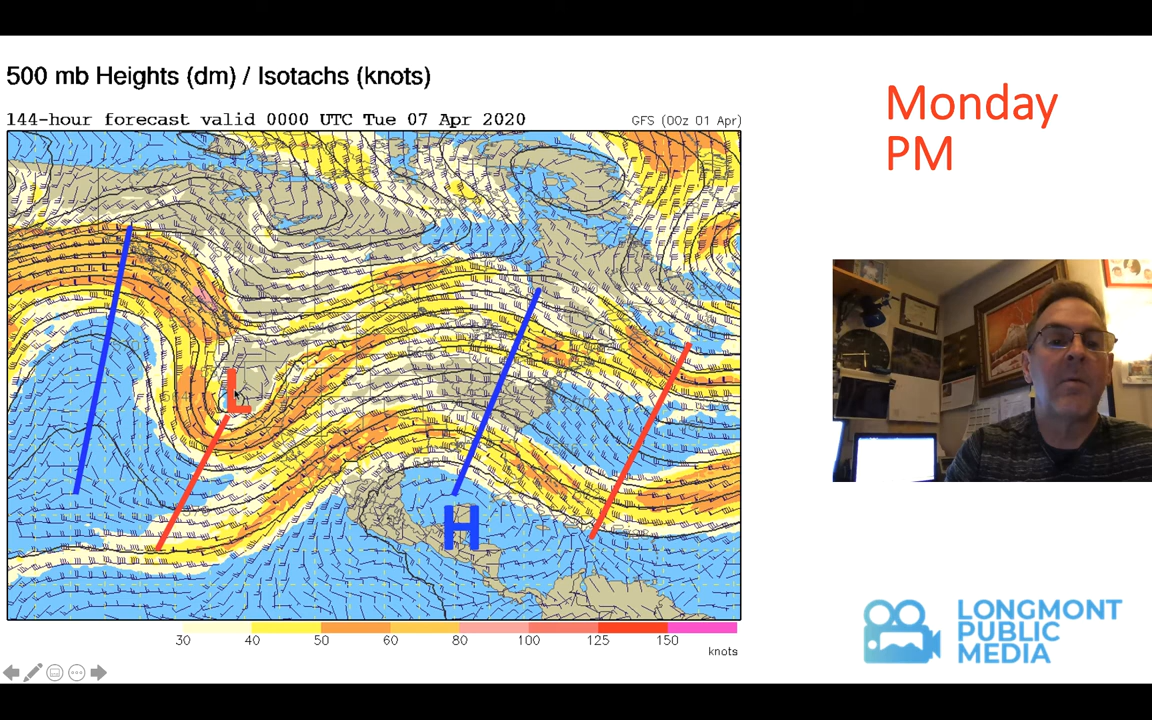 500 mb Heights (dm) / Isotachs (knots)
144-hour forecast valid 0000 UTC Tue 07 Apr 2020
GFS (00z 01 Apr)
Monday
PM
L
H
30 40 50 60 80 100 125 150
knots
LONGMONT
PUBLIC
MEDIA